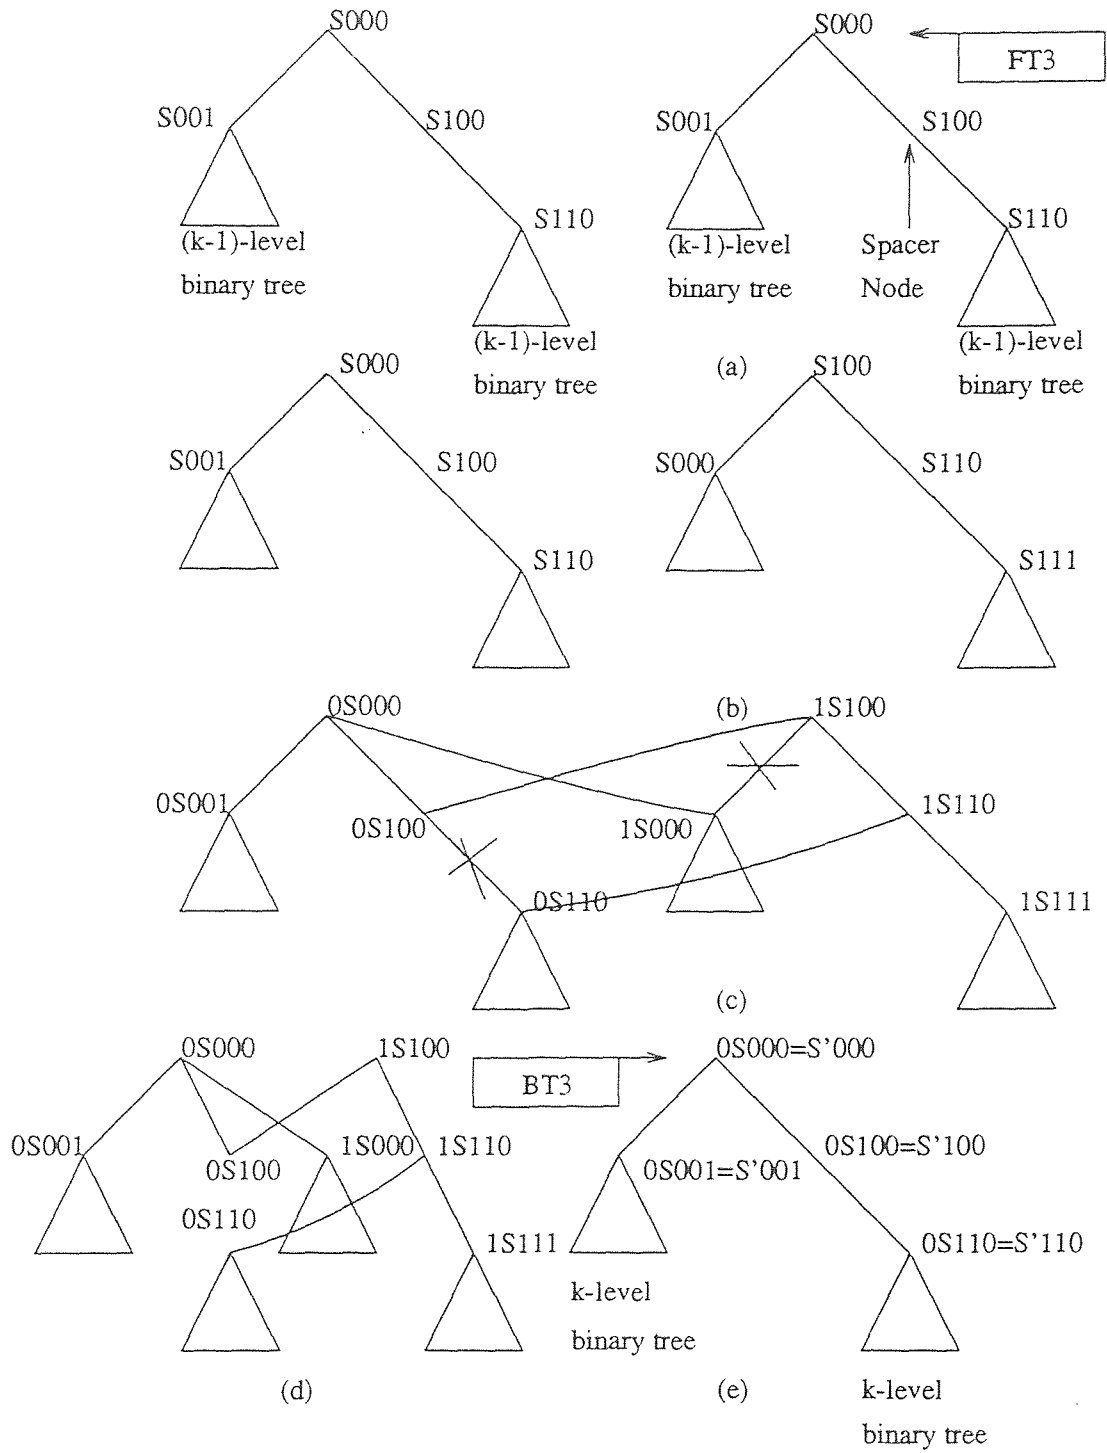 S000
S000
FT3
S001
S100
S001
S100
S110
S110
(k-1)-level
binary tree
(k-1)-level
binary tree
Spacer
Node
(k-1)-level
binary tree
(k-1)-level
binary tree
(a)
S000
S100
S001
S100
S000
S110
S110
S111
(b)
0S000
1S100
0S001
0S100
1S000
1S110
0S110
1S111
(c)
0S000
1S100
BT3
0S000=S'000
0S001
0S100
1S000
1S110
0S100=S'100
0S001=S'001
0S110
1S111
0S110=S'110
k-level
binary tree
(d)
(e)
k-level
binary tree